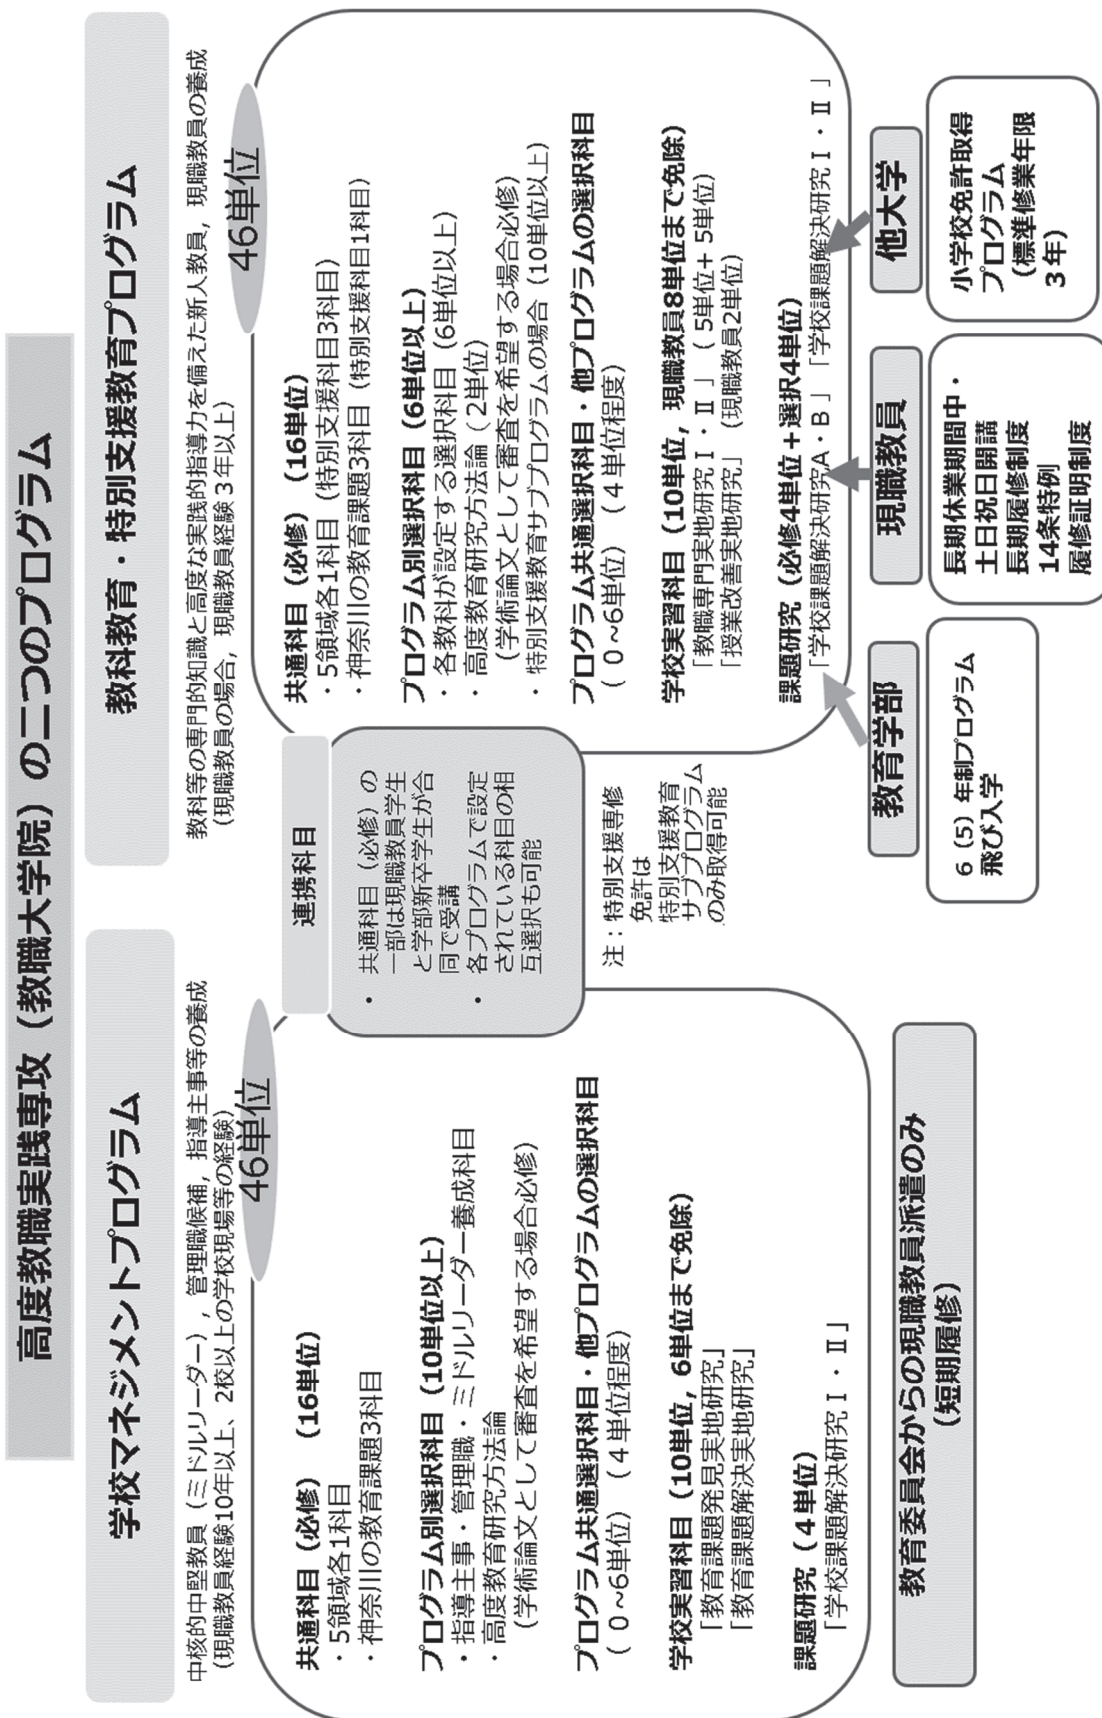 高度教職実践専攻（教職大学院）の二つのプログラム
学校マネジメントプログラム
中核的中堅教員（ミドルリーダー），管理職候補，指導主事等の養成
（現職教員経験10年以上、2校以上の学校現場等の経験）
46単位
共通科目（必修）（16単位）
・5領域各1科目
・神奈川の教育課題3科目
プログラム別選択科目（10単位以上）
・指導主事・管理職・ミドルリーダー養成科目
・高度教育研究方法論
（学術論文として審査を希望する場合必修）
プログラム共通選択科目・他プログラムの選択科目
（0~6単位）（4単位程度）
学校実習科目（10単位，6単位まで免除）
「教育課題発見実地研究」
「教育課題解決実地研究」
課題研究（4単位）
「学校課題解決研究Ⅰ・Ⅱ」
教育委員会からの現職教員派遣のみ
（短期履修）
連携科目
・共通科目（必修）の
一部は現職教員学生
と学部新卒学生が合
同で受講
・各プログラムで設定
されている科目の相
互選択も可能
注：特別支援専修
免許は
特別支援教育
サブプログラム
のみ取得可能
教科教育・特別支援教育プログラム
教科等の専門的知識と高度な実践的指導力を備えた新人教員，現職教員の養成
（現職教員の場合，現職教員経験３年以上）
46単位
共通科目（必修）（16単位）
・5領域各1科目（特別支援科目3科目）
・神奈川の教育課題3科目（特別支援科目1科目）
プログラム別選択科目（6単位以上）
・各教科が設定する選択科目（6単位以上）
・高度教育研究方法論（2単位）
（学術論文として審査を希望する場合必修）
・特別支援教育サブプログラムの場合（10単位以上）
プログラム共通選択科目・他プログラムの選択科目
（0~6単位）（4単位程度）
学校実習科目（10単位，現職教員8単位まで免除）
「教職専門実地研究Ⅰ・Ⅱ」（5単位+5単位）
「授業改善実地研究」（現職教員2単位）
課題研究（必修4単位＋選択4単位）
「学校課題解決研究A・B」「学校課題解決研究Ⅰ・Ⅱ」
教育学部
6（5）年制プログラム
飛び入学
現職教員
長期休業期間中・
土日祝日開講
長期履修制度
14条特例
履修証明制度
他大学
小学校免許取得
プログラム
（標準修業年限
３年）